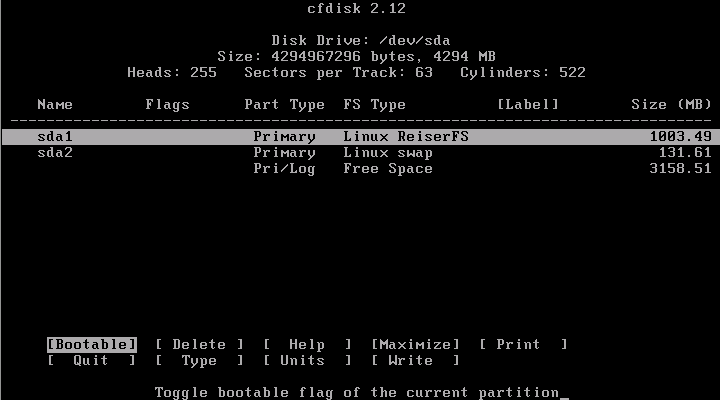 cfdisk 2.12
Disk Drive: /dev/sda
Size: 4294967296 bytes, 4294 MB
Heads: 255   Sectors per Track: 63   Cylinders: 522
Name   Flags   Part Type   FS Type   [Label]   Size (MB)
sda1   Primary   Linux ReiserFS   1003.49
sda2   Primary   Linux swap   131.61
Pri/Log   Free Space   3158.51
[Bootable]  [ Delete ]  [  Help  ]  [Maximize]  [ Print  ]
[  Quit  ]  [  Type  ]  [ Units  ]  [ Write  ]
Toggle bootable flag of the current partition_